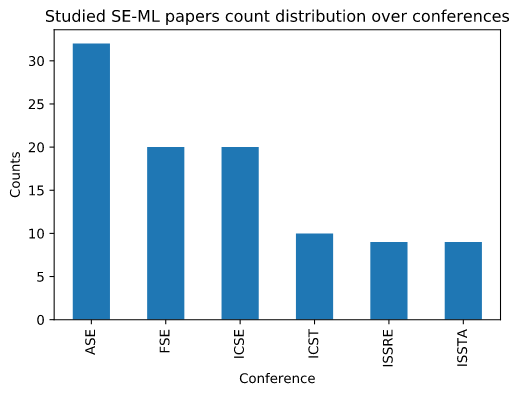 Studied SE-ML papers count distribution over conferences
30
25
20
15
10
5
0
Counts
ASE
FSE
ICSE
ICST
ISSRE
ISSTA
Conference